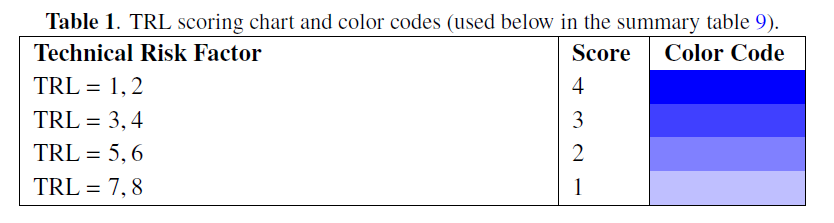 Table 1. TRL scoring chart and color codes (used below in the summary table 9).
Technical Risk Factor Score Color Code
TRL = 1, 2 4
TRL = 3, 4 3
TRL = 5, 6 2
TRL = 7, 8 1